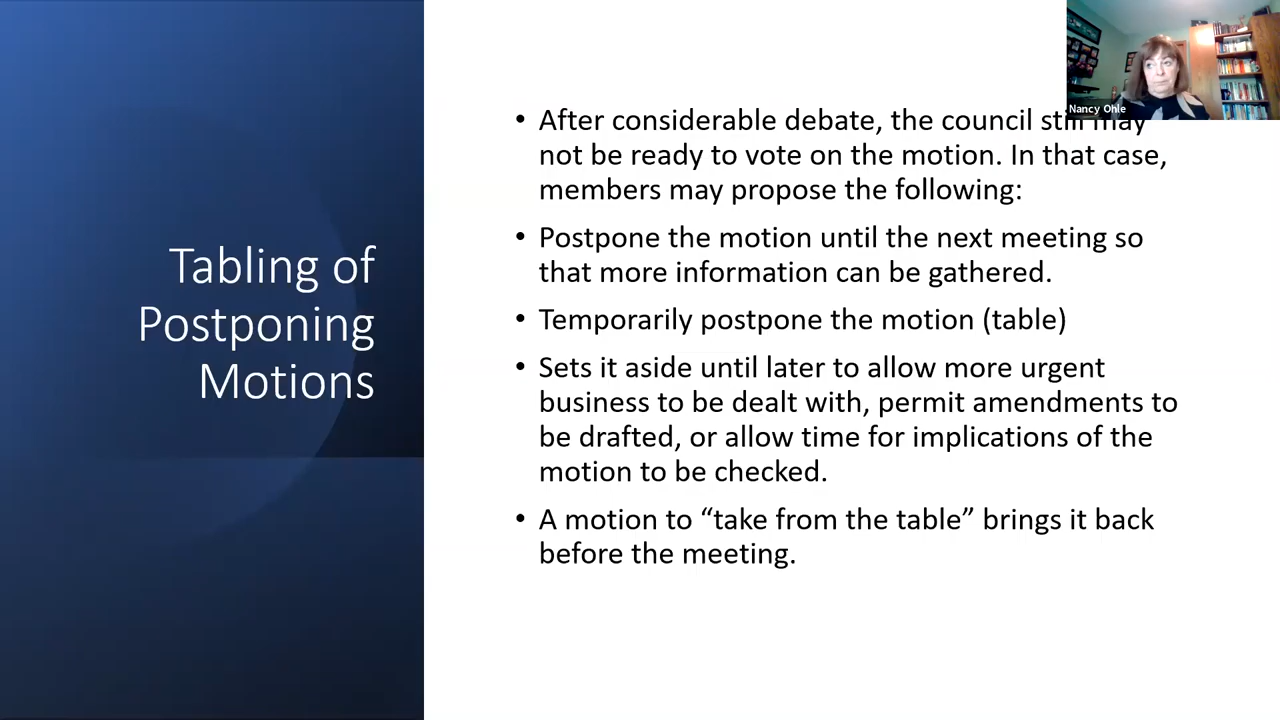 Tabling of
Postponing
Motions
• After considerable debate, the council still may
not be ready to vote on the motion. In that case,
members may propose the following:
• Postpone the motion until the next meeting so
that more information can be gathered.
• Temporarily postpone the motion (table)
• Sets it aside until later to allow more urgent
business to be dealt with, permit amendments to
be drafted, or allow time for implications of the
motion to be checked.
• A motion to “take from the table” brings it back
before the meeting.
Nancy Ohle